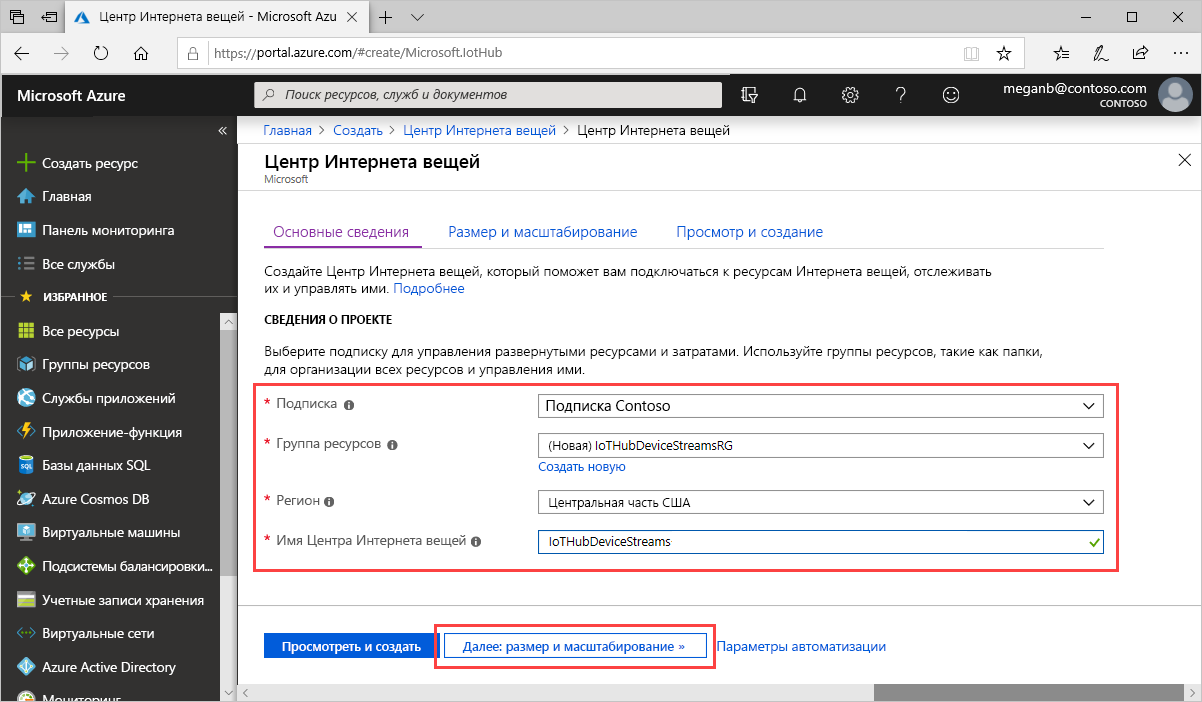 Центр Интернета вещей - Microsoft Azu
https://portal.azure.com/#create/Microsoft.IotHub
Microsoft Azure
Поиск ресурсов, служб и документов
meganb@contoso.com
CONTOSO
Создать ресурс
Главная
Панель мониторинга
Все службы
ИЗБРАННОЕ
Все ресурсы
Группы ресурсов
Службы приложений
Приложение-функция
Базы данных SQL
Azure Cosmos DB
Виртуальные машины
Подсистемы балансировки...
Учетные записи хранения
Виртуальные сети
Azure Active Directory
Мониторинг
Главная > Создать > Центр Интернета вещей > Центр Интернета вещей
Центр Интернета вещей
Microsoft
Основные сведения Размер и масштабирование Просмотр и создание
Создайте Центр Интернета вещей, который поможет вам подключаться к ресурсам Интернета вещей, отслеживать
их и управлять ими. Подробнее
СВЕДЕНИЯ О ПРОЕКТЕ
Выберите подписку для управления развернутыми ресурсами и затратами. Используйте группы ресурсов, такие как папки,
для организации всех ресурсов и управления ими.
* Подписка Подписка Contoso
* Группа ресурсов (Новая) IoTHubDeviceStreamsRG
Создать новую
* Регион Центральная часть США
* Имя Центра Интернета вещей IoTHubDeviceStreams
Просмотреть и создать Далее: размер и масштабирование » Параметры автоматизации